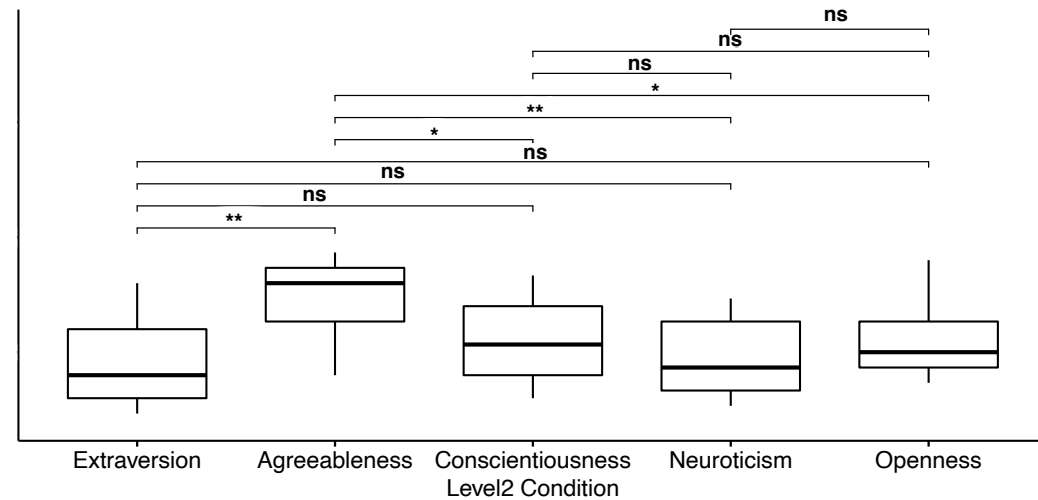 ns
ns
ns
*
**
*
ns
ns
ns
**
Extraversion Agreeableness Conscientiousness Neuroticism Openness
Level2 Condition